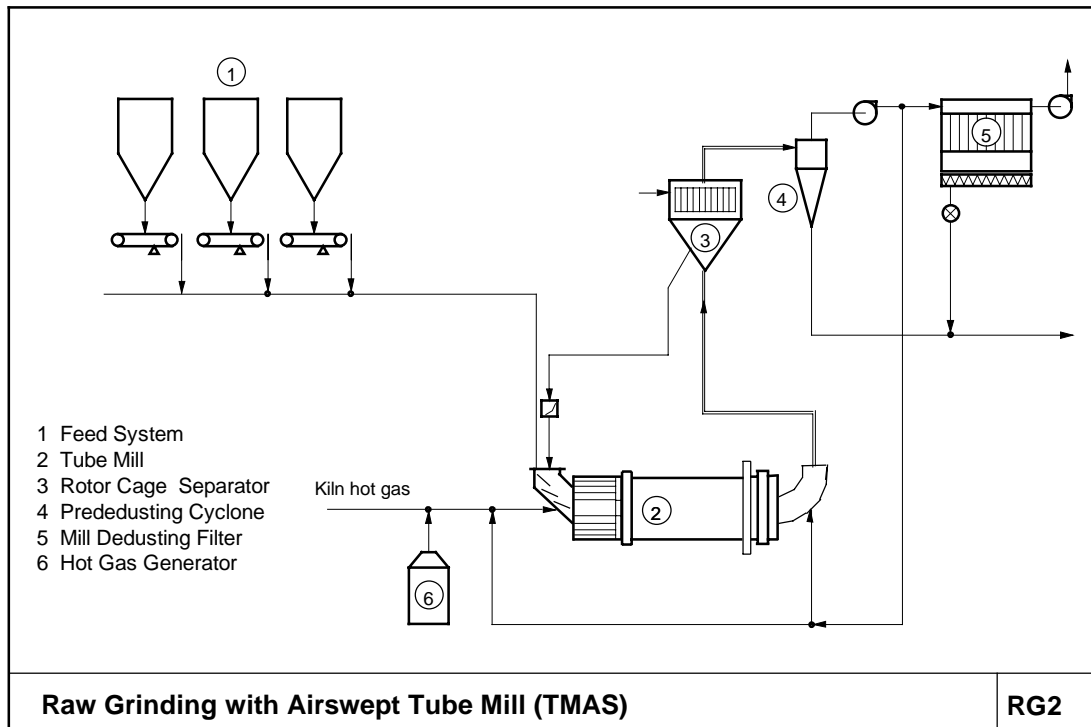 1
5
4
3
1 Feed System
2 Tube Mill
3 Rotor Cage Separator
4 Prededusting Cyclone
5 Mill Dedusting Filter
6 Hot Gas Generator
Kiln hot gas
2
6
Raw Grinding with Airswept Tube Mill (TMAS)
RG2